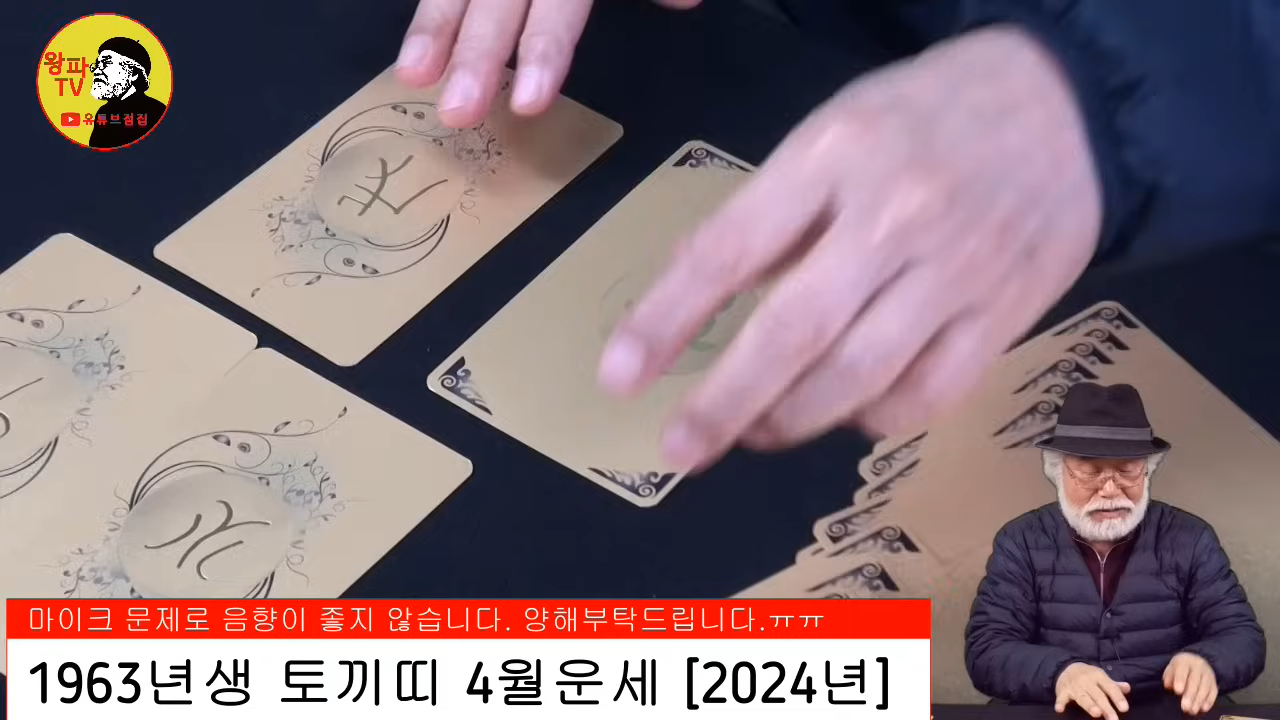 왕파
TV
유튜브점집
마이크 문제로 음향이 좋지 않습니다. 양해부탁드립니다.ㅠㅠ
1963년생 토끼띠 4월운세 [2024년]